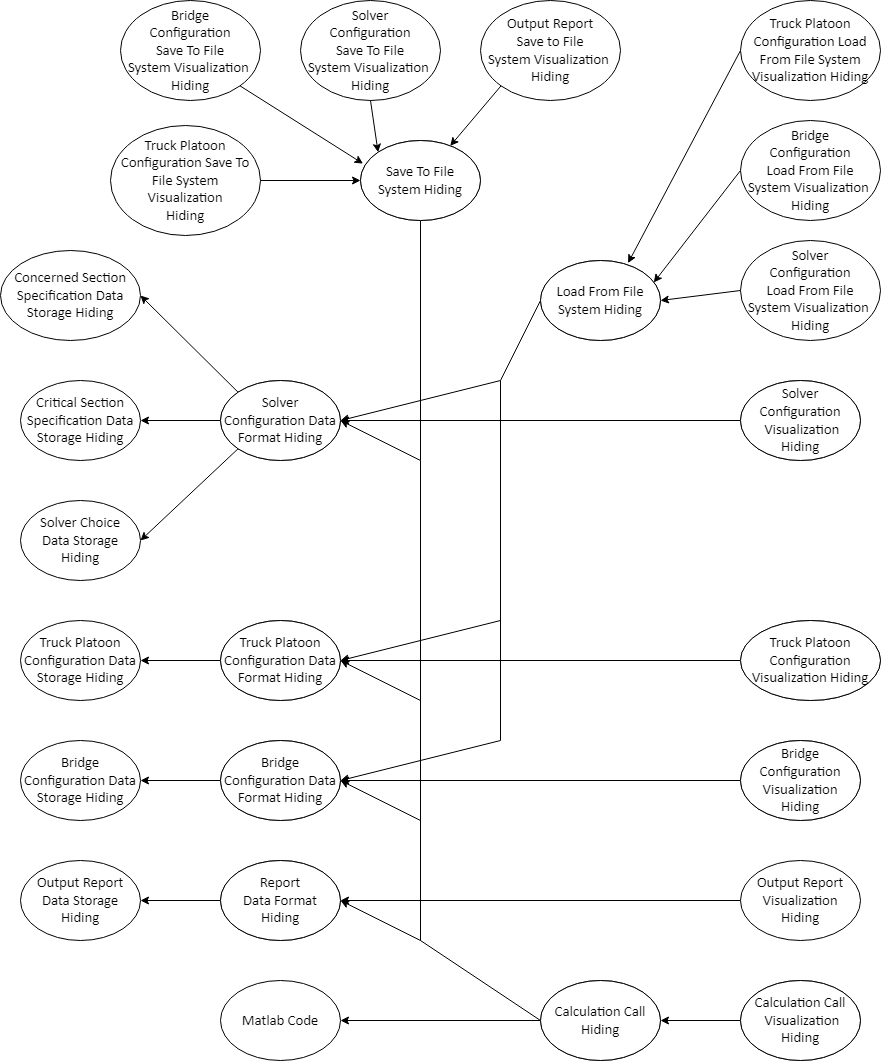 Bridge
Configuration
Save To File
System Visualization
Hiding
Solver
Configuration
Save To File
System Visualization
Hiding
Output Report
Save to File
System Visualization
Hiding
Truck Platoon
Configuration Load
From File System
Visualization Hiding
Truck Platoon
Configuration Save To
File System
Visualization
Hiding
Save To File
System Hiding
Bridge
Configuration
Load From File
System Visualization
Hiding
Concerned Section
Specification Data
Storage Hiding
Load From File
System Hiding
Solver
Configuration
Load From File
System Visualization
Hiding
Critical Section
Specification Data
Storage Hiding
Solver
Configuration Data
Format Hiding
Solver
Configuration
Visualization
Hiding
Solver Choice
Data Storage
Hiding
Truck Platoon
Configuration Data
Storage Hiding
Truck Platoon
Configuration Data
Format Hiding
Truck Platoon
Configuration
Visualization Hiding
Bridge
Configuration Data
Storage Hiding
Bridge
Configuration Data
Format Hiding
Bridge
Configuration
Visualization
Hiding
Output Report
Data Storage
Hiding
Report
Data Format
Hiding
Output Report
Visualization
Hiding
Matlab Code
Calculation Call
Hiding
Calculation Call
Visualization
Hiding